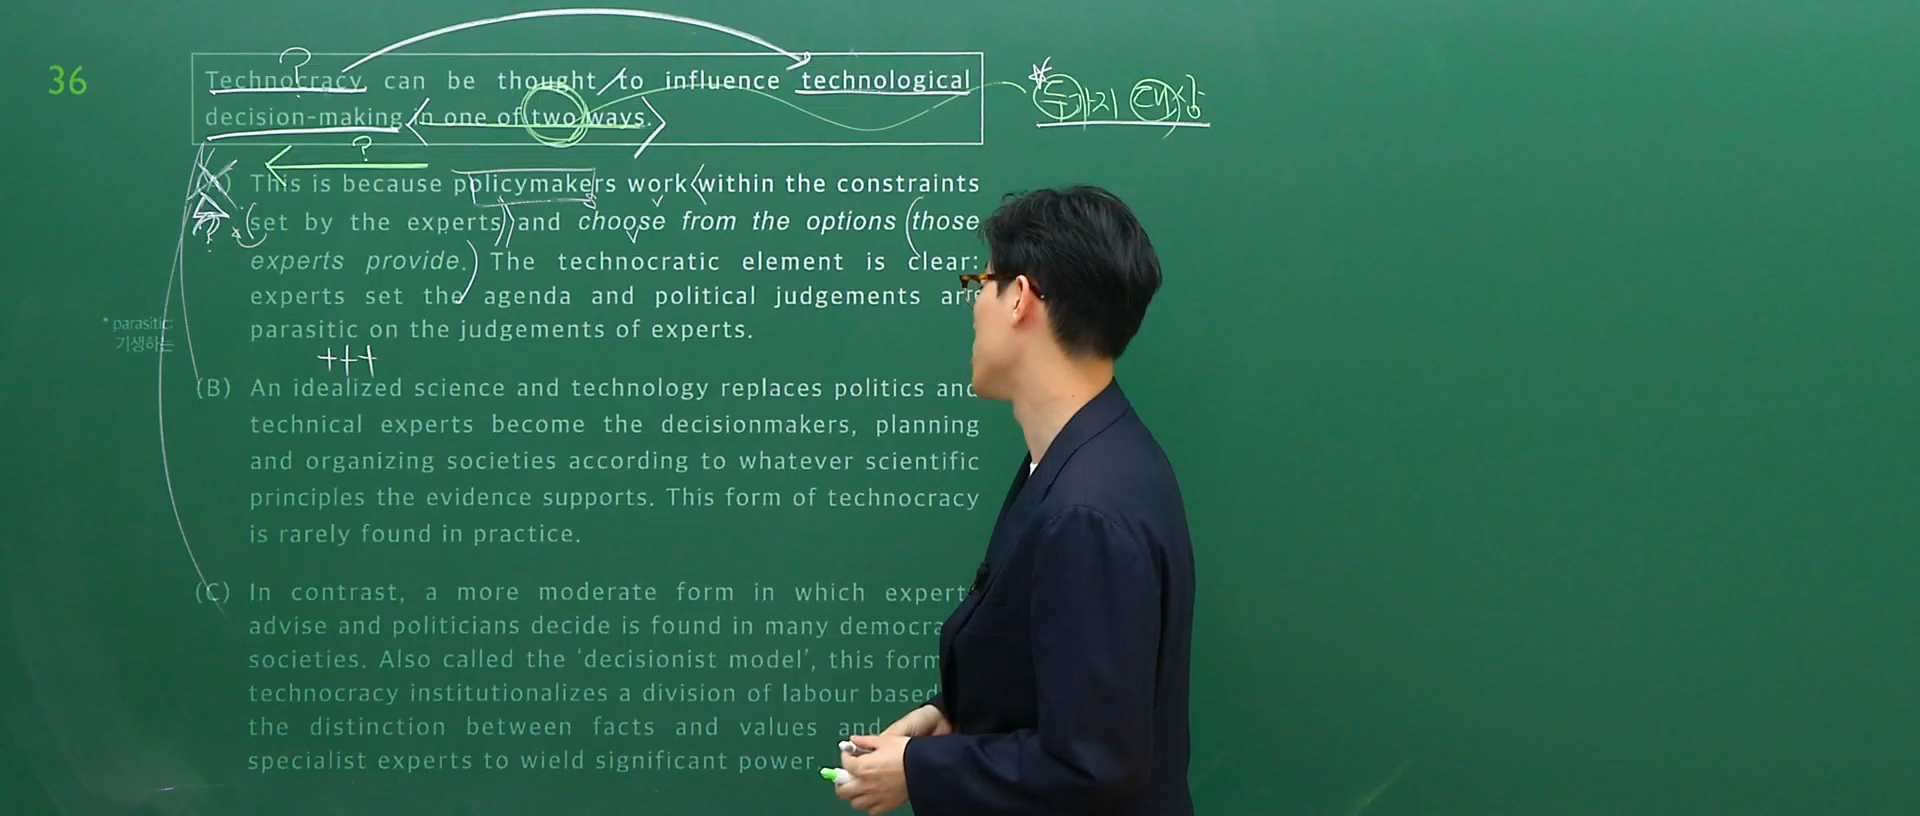 36
Technocracy can be thought to influence technological
decision-making in one of two ways.
두가지 대상
?
?
(A) This is because policymakers work within the constraints
set by the experts and choose from the options those
experts provide. The technocratic element is clear:
experts set the agenda and political judgements are
parasitic on the judgements of experts.
* parasitic:
기생하는
?
+++
(B) An idealized science and technology replaces politics and
technical experts become the decisionmakers, planning
and organizing societies according to whatever scientific
principles the evidence supports. This form of technocracy
is rarely found in practice.
(C) In contrast, a more moderate form in which expert
advise and politicians decide is found in many democra
societies. Also called the ‘decisionist model’, this form
technocracy institutionalizes a division of labour based
the distinction between facts and values and
specialist experts to wield significant power.